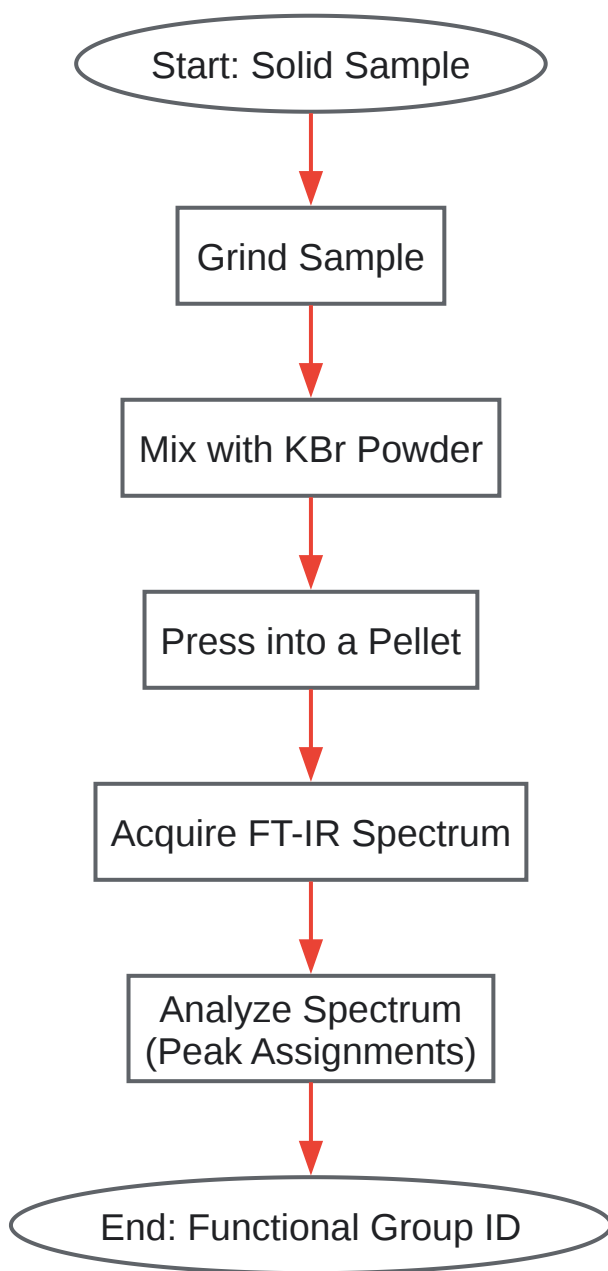 Start: Solid Sample
Grind Sample
Mix with KBr Powder
Press into a Pellet
Acquire FT-IR Spectrum
Analyze Spectrum
(Peak Assignments)
End: Functional Group ID